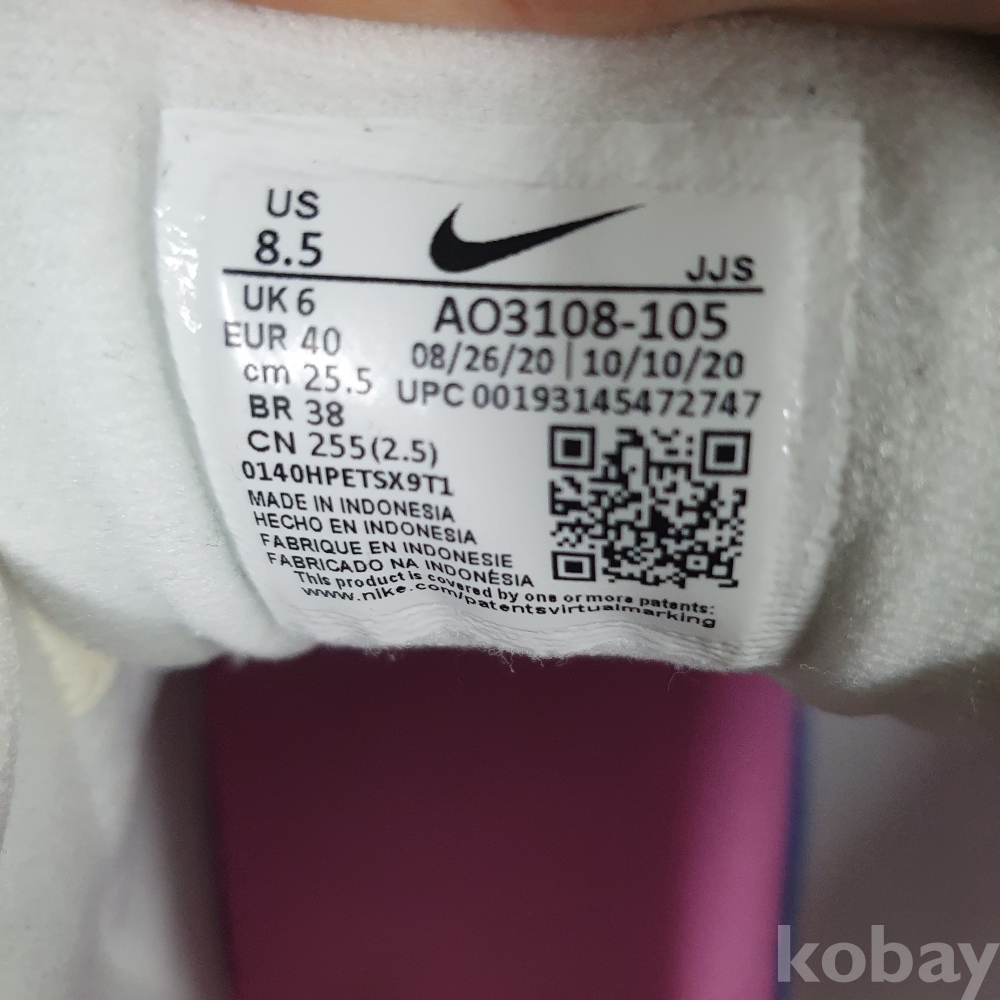 US
8.5
JJS
UK 6
AO3108-105
EUR 40
08/26/20 | 10/10/20
cm 25.5
UPC 00193145472747
BR 38
CN 255(2.5)
0140HPETSX9T1
MADE IN INDONESIA
HECHO EN INDONESIA
FABRIQUE EN INDONESIE
FABRICADO NA INDONÉSIA
This product is covered by one or more patents:
www.nike.com/patentsvirtualmarking
kobay